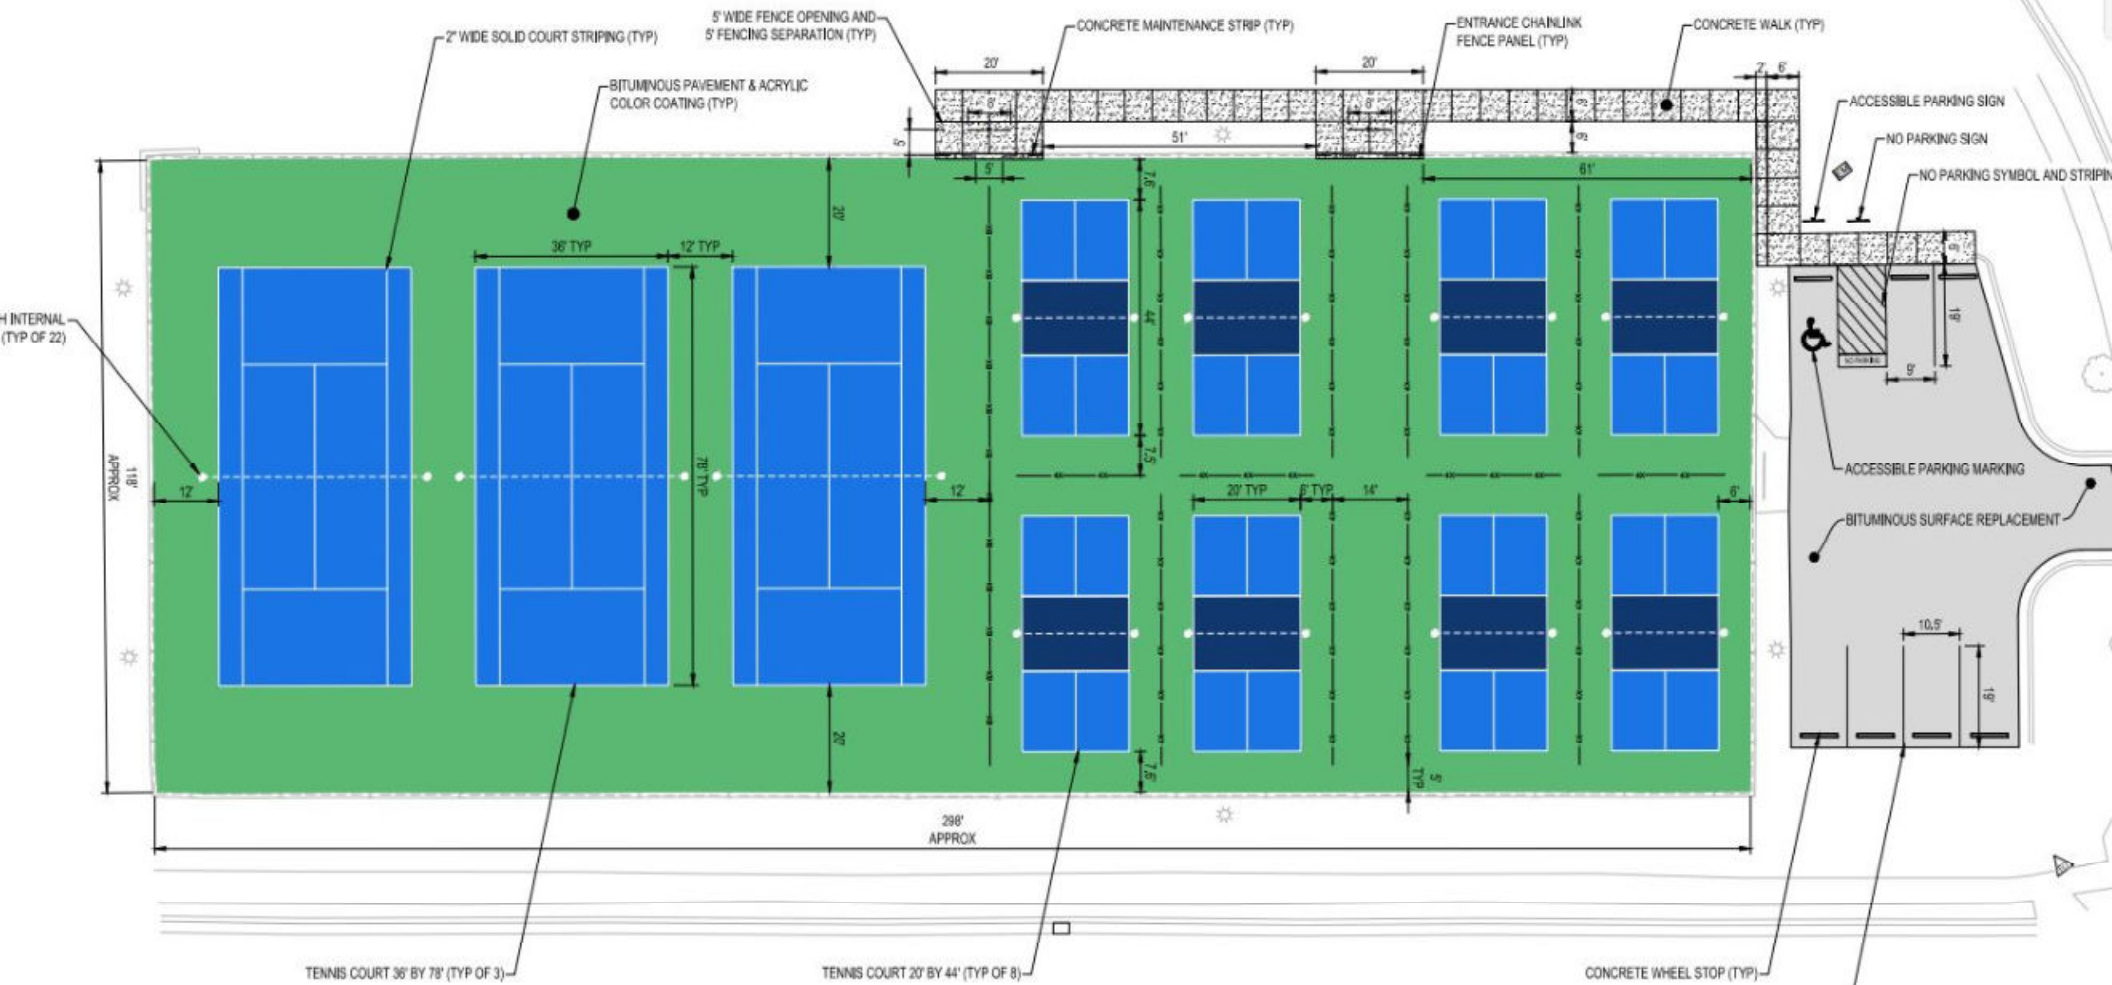 5' WIDE FENCE OPENING AND
5' FENCING SEPARATION (TYP)
2" WIDE SOLID COURT STRIPING (TYP)
CONCRETE MAINTENANCE STRIP (TYP)
ENTRANCE CHAINLINK
FENCE PANEL (TYP)
CONCRETE WALK (TYP)
BITUMINOUS PAVEMENT & ACRYLIC
COLOR COATING (TYP)
20'
20'
2'
6'
ACCESSIBLE PARKING SIGN
8'
8'
6'
6'
5'
51'
NO PARKING SIGN
5'
61'
NO PARKING SYMBOL AND STRIPIN
20'
36' TYP
12' TYP
6'
H INTERNAL
(TYP OF 22)
44'
19'
NO PARKING
9'
118'
APPROX
78' TYP
7.5'
ACCESSIBLE PARKING MARKING
12'
12'
20' TYP
6' TYP
14'
6'
BITUMINOUS SURFACE REPLACEMENT
10.5'
19'
20'
5'
TYP
298'
APPROX
TENNIS COURT 36' BY 78' (TYP OF 3)
TENNIS COURT 20' BY 44' (TYP OF 8)
CONCRETE WHEEL STOP (TYP)